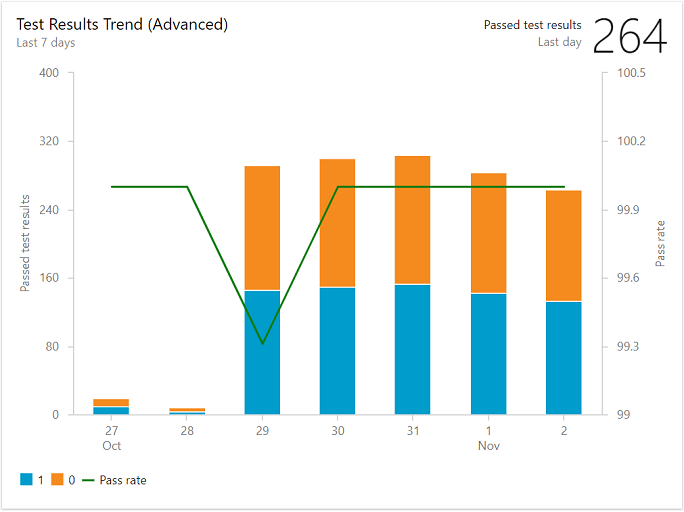 Test Results Trend (Advanced)
Last 7 days
Passed test results
Last day
264
400
320
240
160
80
0
Passed test results
100.5
100.2
99.9
99.6
99.3
99
Pass rate
27 28 29 30 31 1 2
Oct Nov
1 0 Pass rate